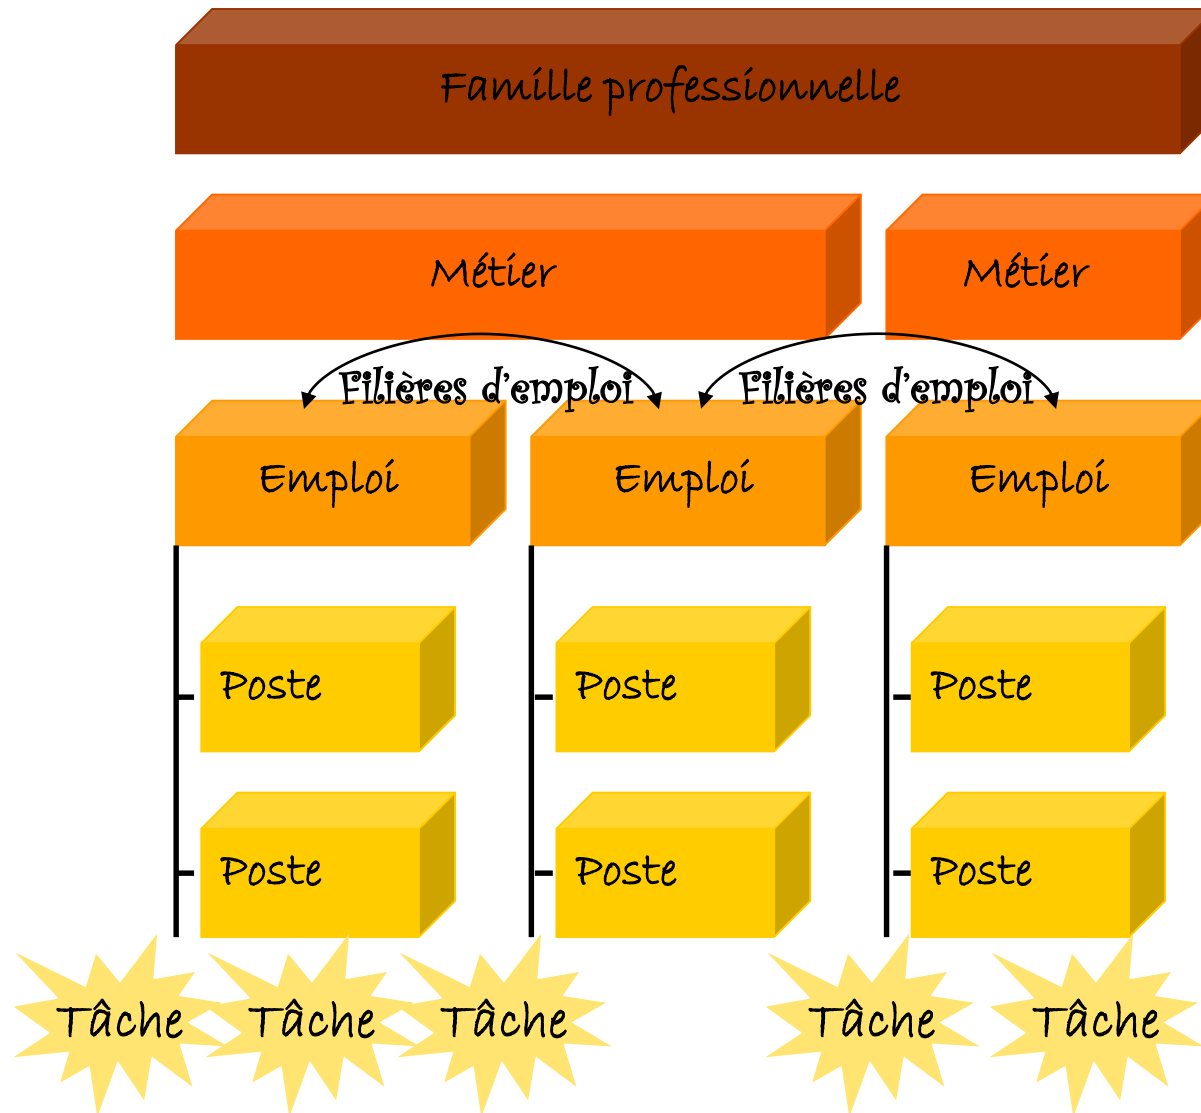 Famille professionnelle
Métier Métier
Filières d'emploi Filières d'emploi
Emploi Emploi Emploi
Poste Poste Poste
Poste Poste Poste
Tâche Tâche Tâche Tâche Tâche